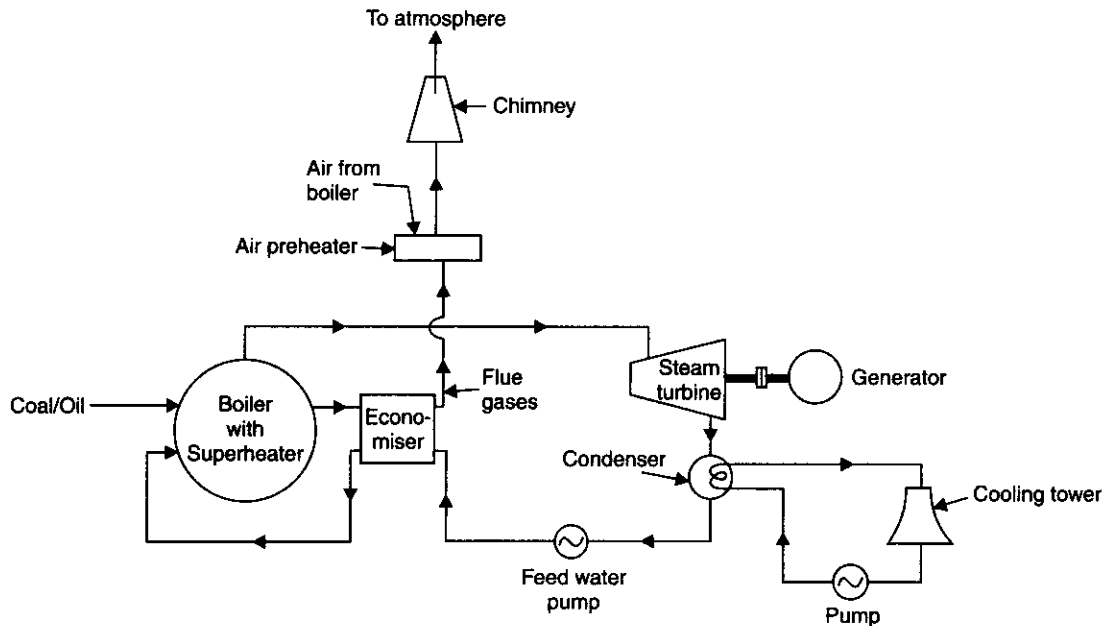 To atmosphere
Chimney
Air from
boiler
Air preheater
Steam
turbine
Generator
Flue
gases
Coal/Oil
Boiler
with
Superheater
Econo-
miser
Condenser
Cooling tower
Feed water
pump
Pump